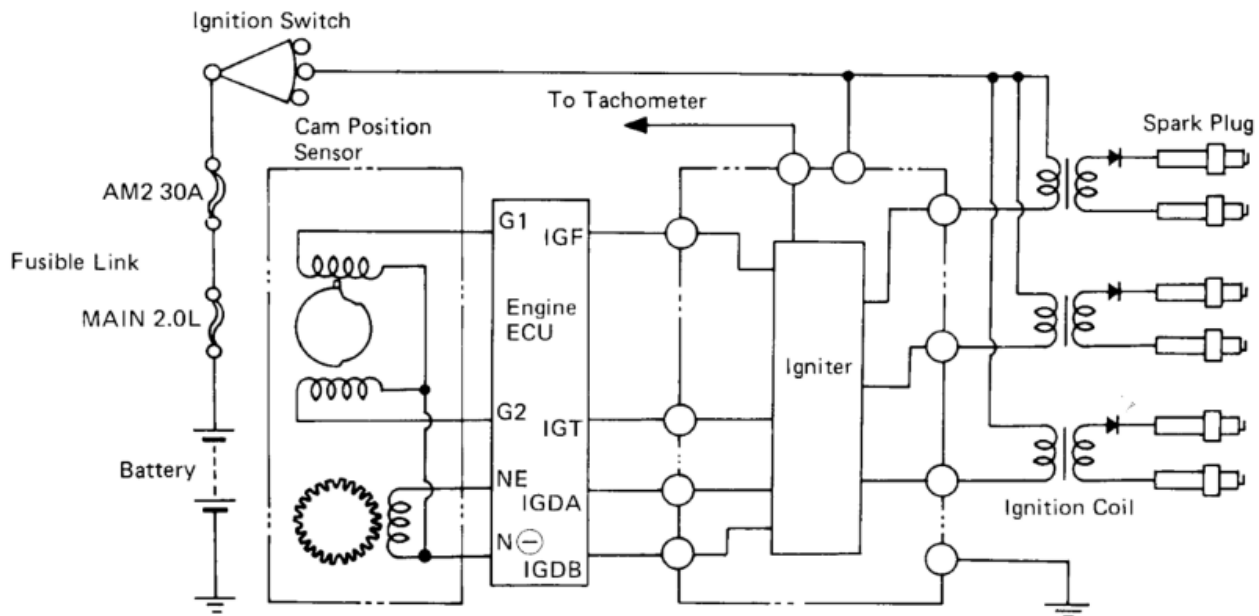 Ignition Switch
To Tachometer
Cam Position
Sensor
Spark Plug
AM2 30A
G1
IGF
Fusible Link
Engine
ECU
MAIN 2.0L
Igniter
G2
IGT
Battery
NE
IGDA
Ignition Coil
N⊖
IGDB